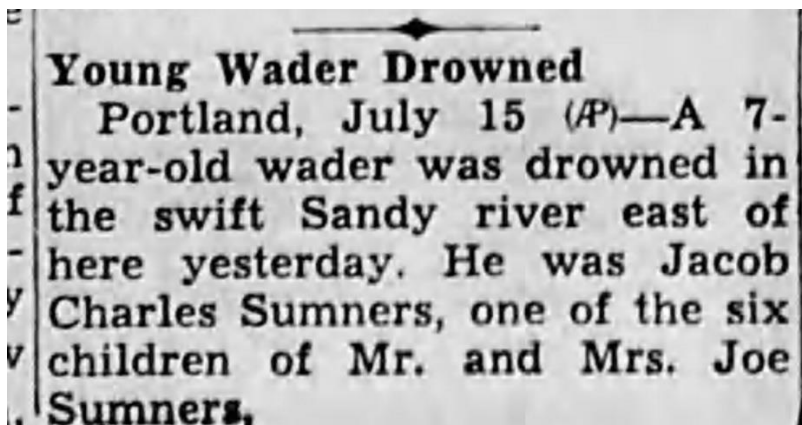 Young Wader Drowned
Portland, July 15 (AP)—A 7-
year-old wader was drowned in
the swift Sandy river east of
here yesterday. He was Jacob
Charles Sumners, one of the six
children of Mr. and Mrs. Joe
Sumners,